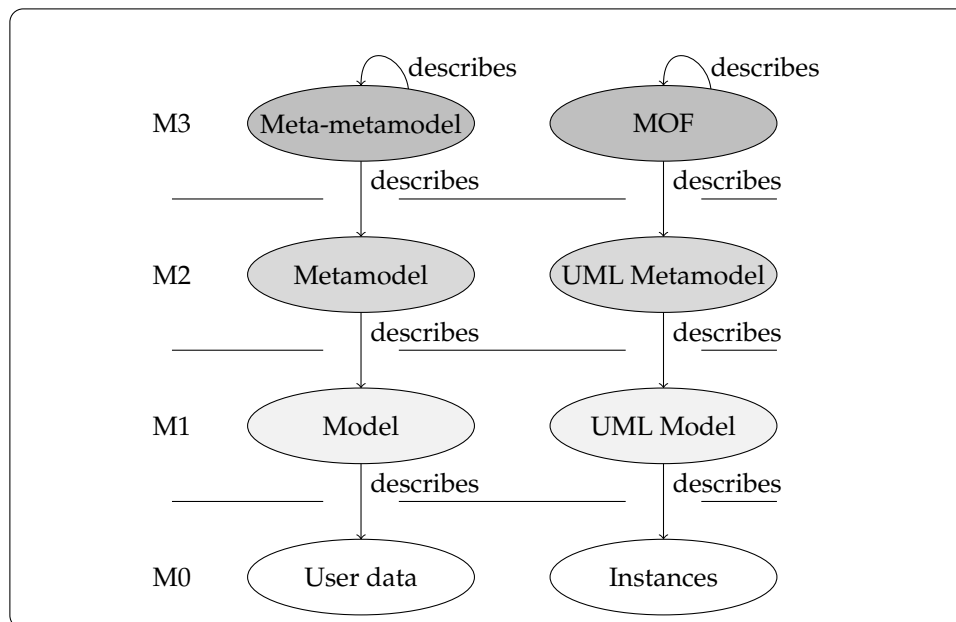 describes describes
M3 Meta-metamodel MOF
describes describes
M2 Metamodel UML Metamodel
describes describes
M1 Model UML Model
describes describes
M0 User data Instances